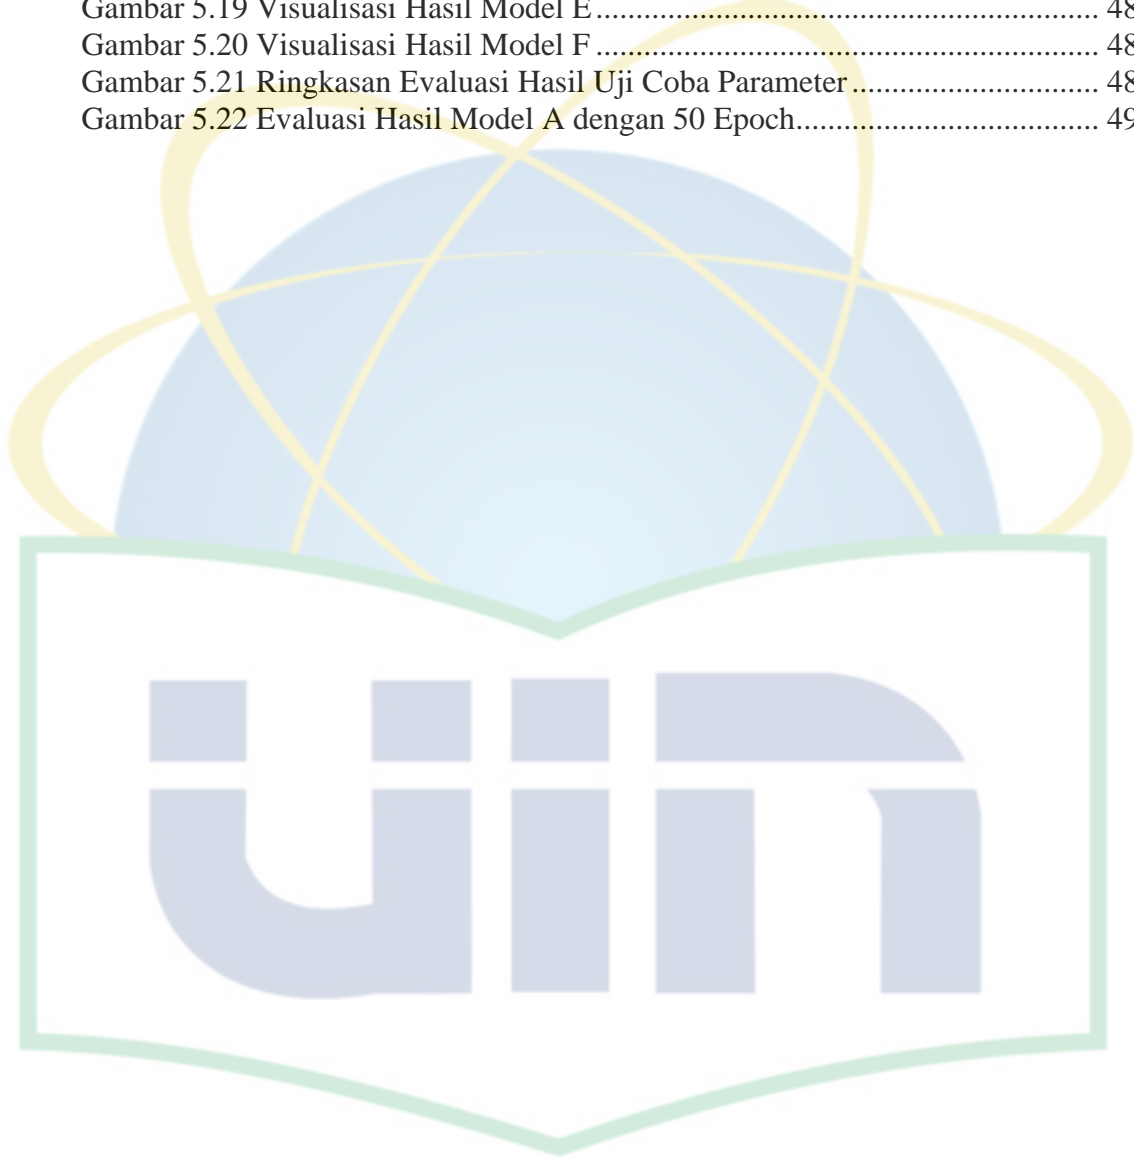 Gambar 5.19 Visualisasi Hasil Model E ............................................................... 48
Gambar 5.20 Visualisasi Hasil Model F ............................................................... 48
Gambar 5.21 Ringkasan Evaluasi Hasil Uji Coba Parameter ............................... 48
Gambar 5.22 Evaluasi Hasil Model A dengan 50 Epoch...................................... 49
uin